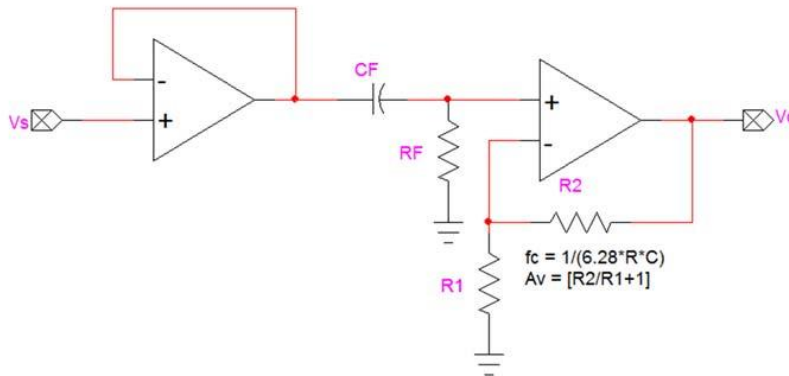 CF
-
+
Vs
+
-
RF
R2
R1
fc = 1/(6.28*R*C)
Av = [R2/R1+1]